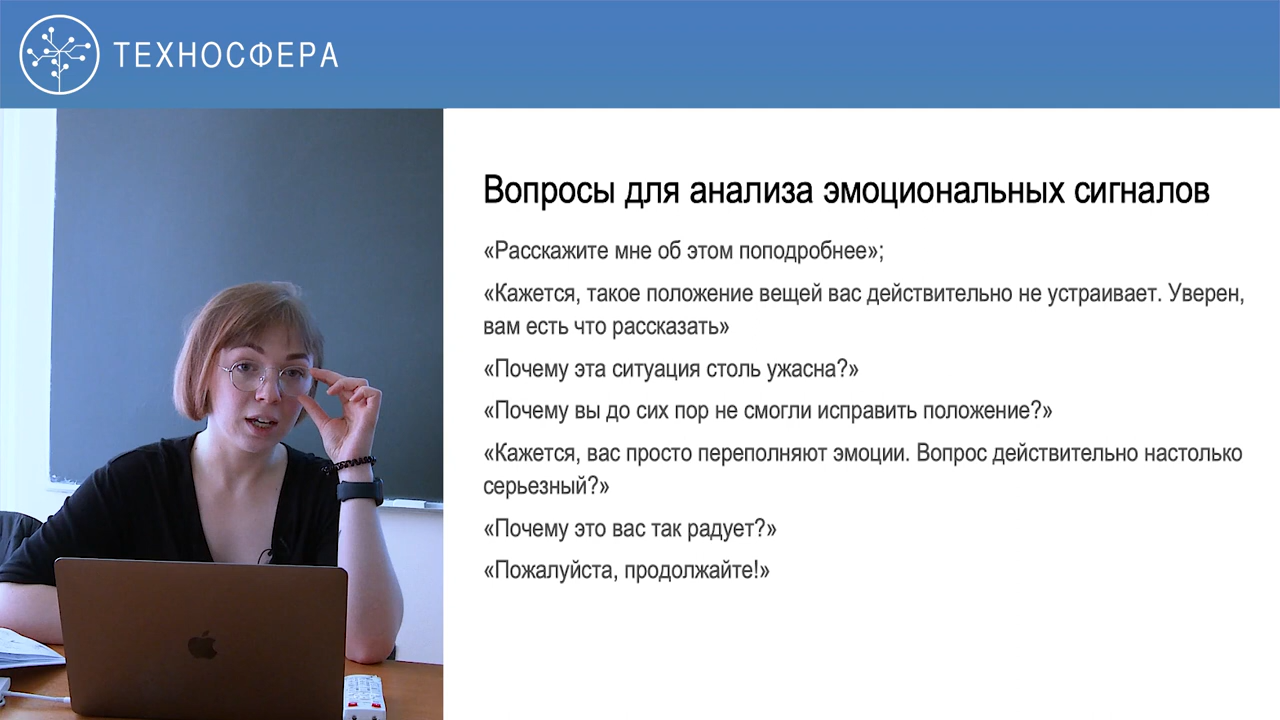 ТЕХНОСФЕРА
Вопросы для анализа эмоциональных сигналов
«Расскажите мне об этом поподробнее»;
«Кажется, такое положение вещей вас действительно не устраивает. Уверен,
вам есть что рассказать»
«Почему эта ситуация столь ужасна?»
«Почему вы до сих пор не смогли исправить положение?»
«Кажется, вас просто переполняют эмоции. Вопрос действительно настолько
серьезный?»
«Почему это вас так радует?»
«Пожалуйста, продолжайте!»